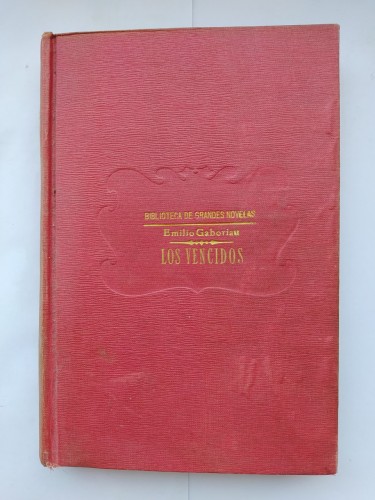 BIBLIOTECA DE GRANDES NOVELAS
Emilio Gaboriau
LOS VENCIDOS